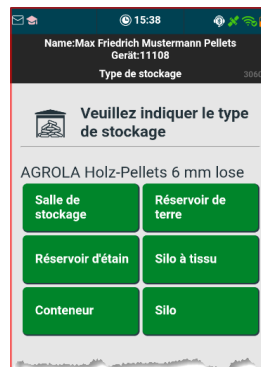 15:38
Name:Max Friedrich Mustermann Pellets
Gerät:11108
Type de stockage
3060
Veuillez indiquer le type
de stockage
AGROLA Holz-Pellets 6 mm lose
Salle de
stockage
Réservoir de
terre
Réservoir d'étain
Silo à tissu
Conteneur
Silo